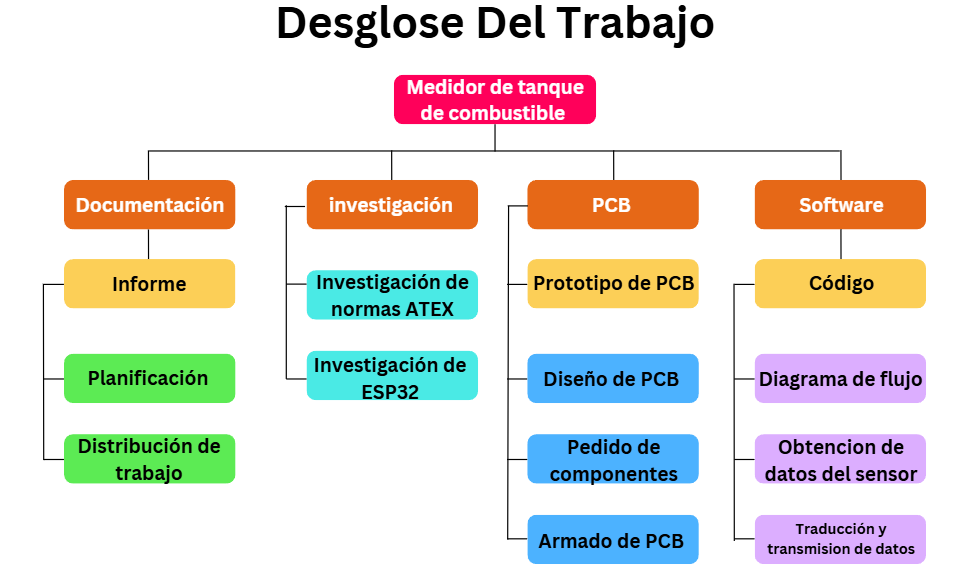 Desglose Del Trabajo
Medidor de tanque
de combustible
Documentación
investigación
PCB
Software
Informe
Investigación de
normas ATEX
Prototipo de PCB
Código
Planificación
Investigación de
ESP32
Diseño de PCB
Diagrama de flujo
Distribución de
trabajo
Pedido de
componentes
Obtencion de
datos del sensor
Armado de PCB
Traducción y
transmision de datos